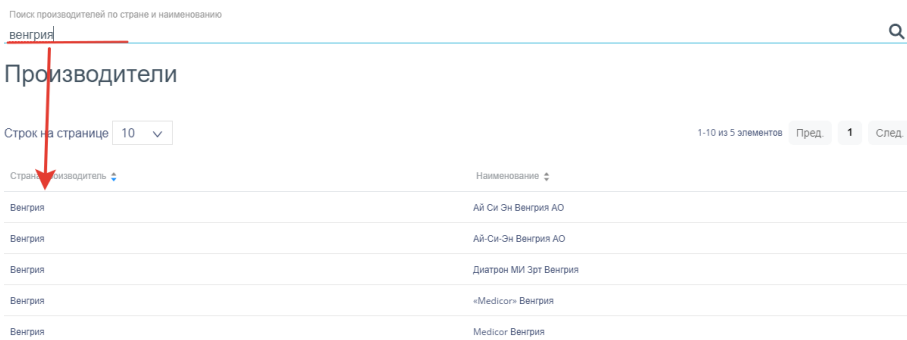 Поиск производителей по стране и наименованию
венгрия
Производители
Строк на странице 10
1-10 из 5 элементов Пред. 1 След.
Страна производитель Наименование
Венгрия Ай Си Эн Венгрия АО
Венгрия Ай-Си-Эн Венгрия АО
Венгрия Диатрон МИ Зрт Венгрия
Венгрия «Medicor» Венгрия
Венгрия Medicor Венгрия